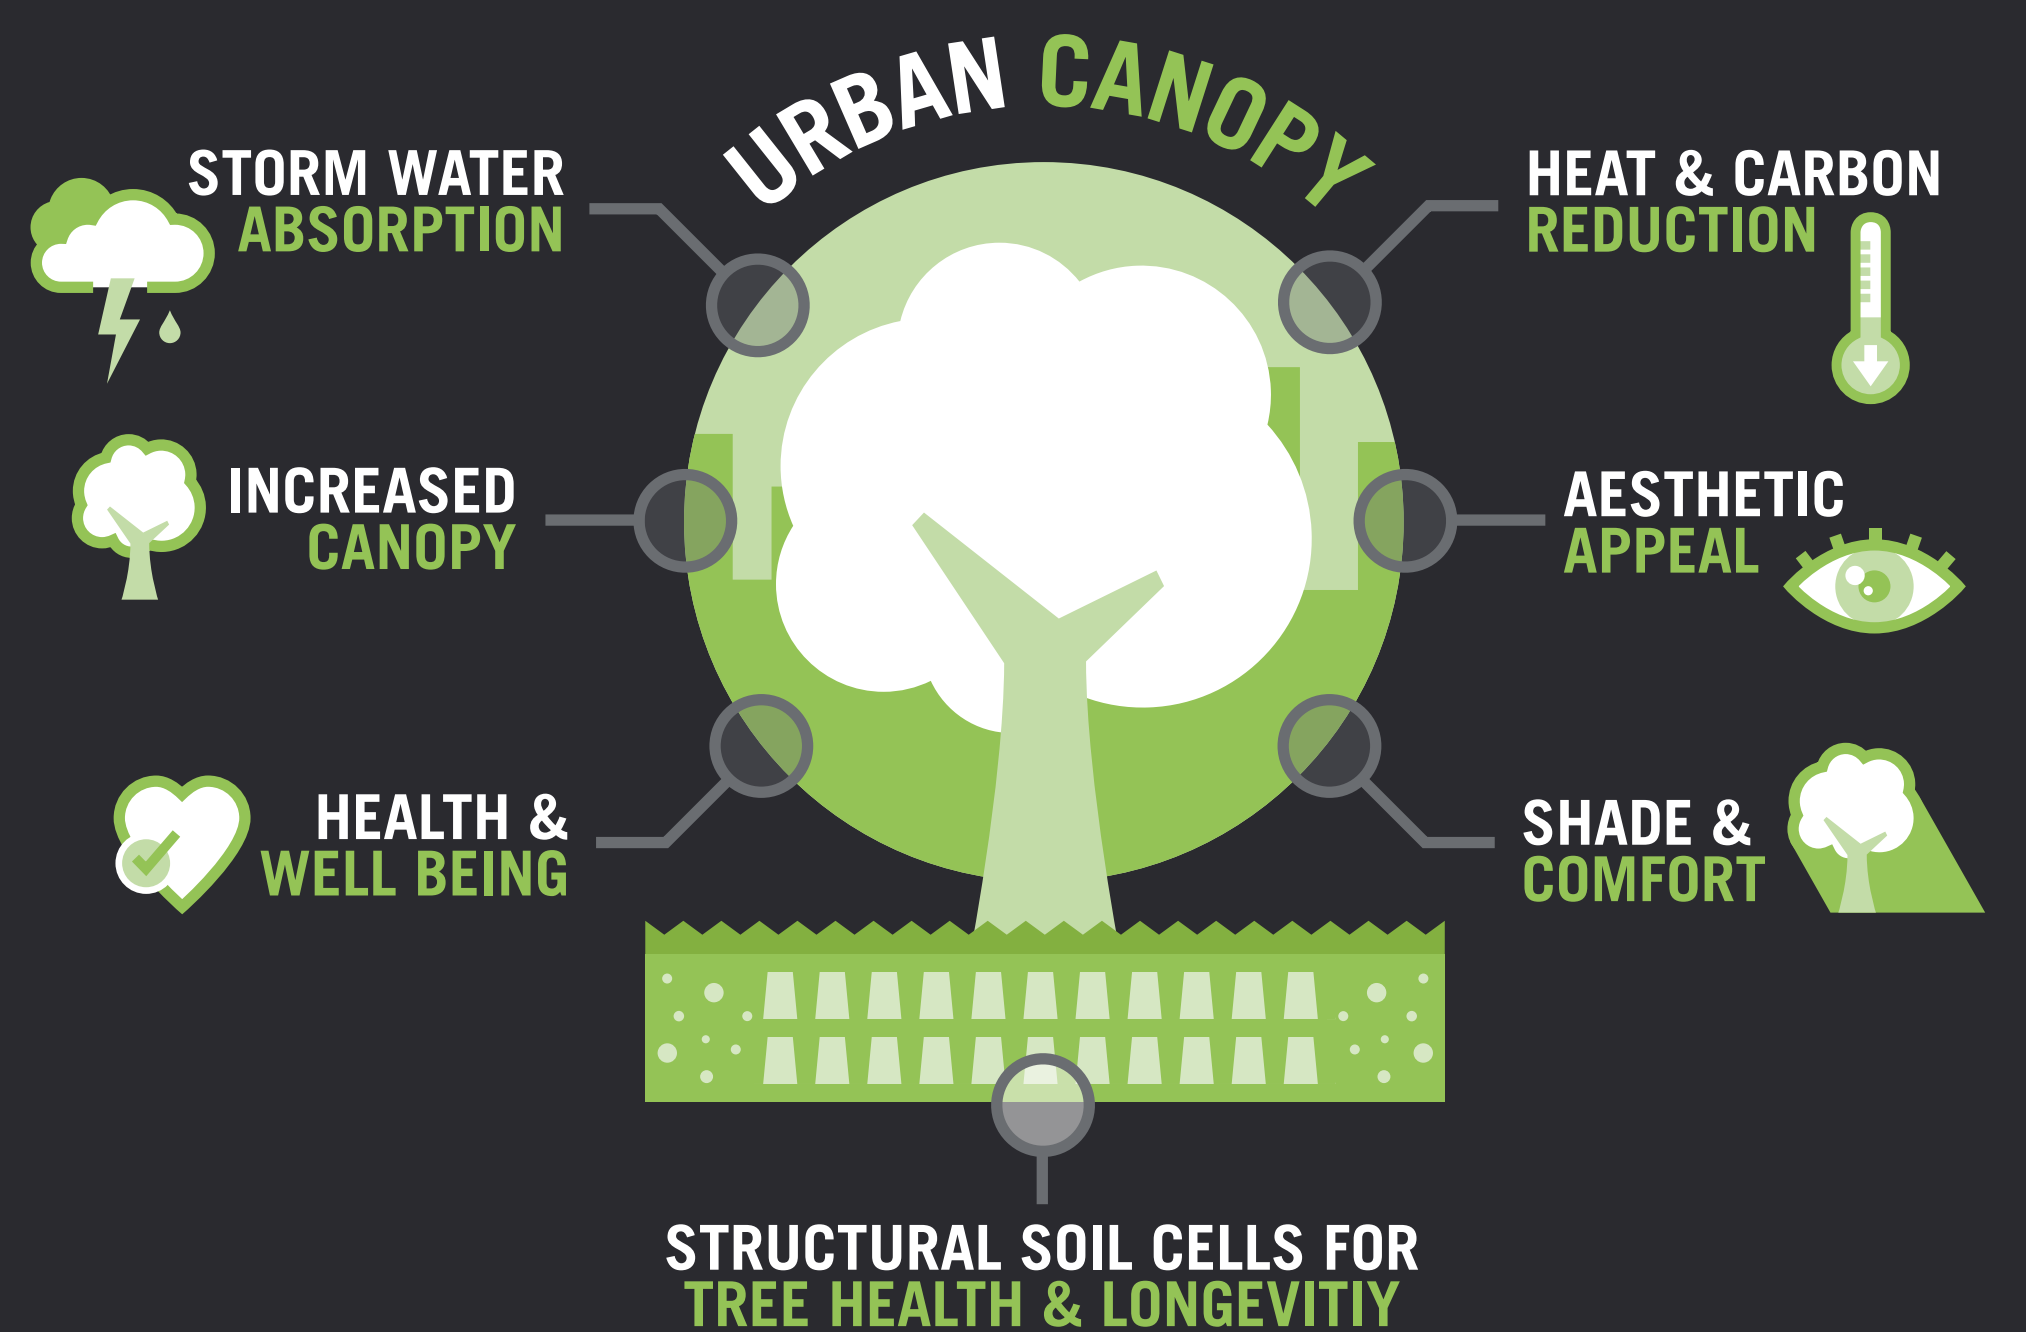 URBAN CANOPY
STORM WATER
ABSORPTION
HEAT & CARBON
REDUCTION
INCREASED
CANOPY
AESTHETIC
APPEAL
HEALTH &
WELL BEING
SHADE &
COMFORT
STRUCTURAL SOIL CELLS FOR
TREE HEALTH & LONGEVITIY